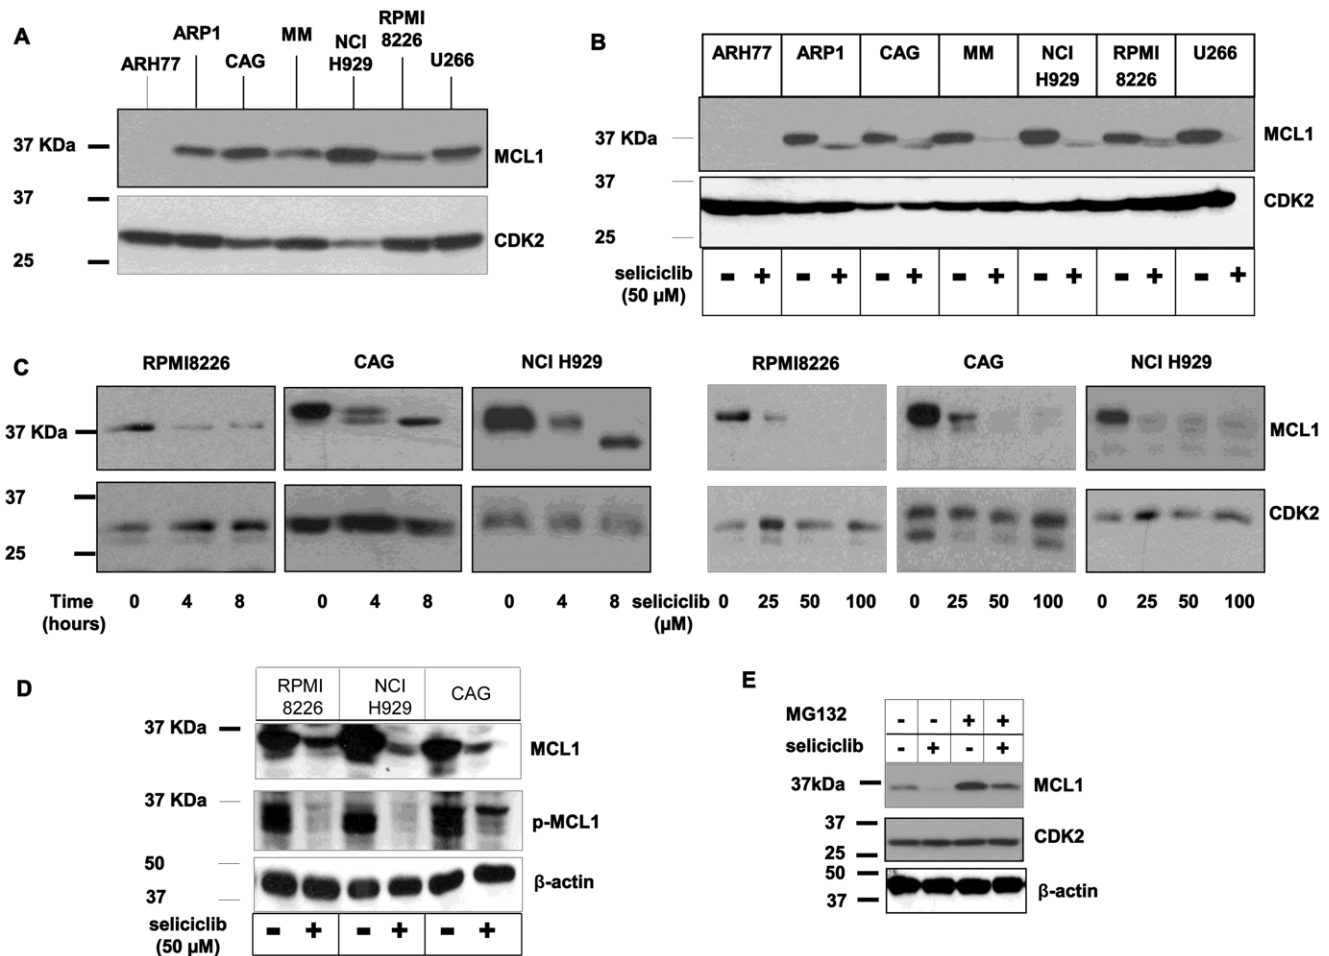 A
ARH77
ARP1
CAG
MM
NCI
H929
RPMI
8226
U266
37 KDa
MCL1
37
CDK2
25
B
ARH77 ARP1 CAG MM NCI RPMI U266
H929 8226
37 KDa
MCL1
37
CDK2
25
seliciclib - + - + - + - + - + - + - +
(50 µM)
C
RPMI8226 CAG NCI H929 RPMI8226 CAG NCI H929
37 KDa
MCL1
37
CDK2
25
Time 0 4 8 0 4 8 0 4 8 seliciclib 0 25 50 100 0 25 50 100 0 25 50 100
(hours) (µM)
D
RPMI NCI CAG
8226 H929
37 KDa
MCL1
37 KDa
p-MCL1
50
β-actin
37
seliciclib - + - + - +
(50 µM)
E
MG132 - - + +
seliciclib - + - +
37kDa MCL1
37
CDK2
25
50
β-actin
37